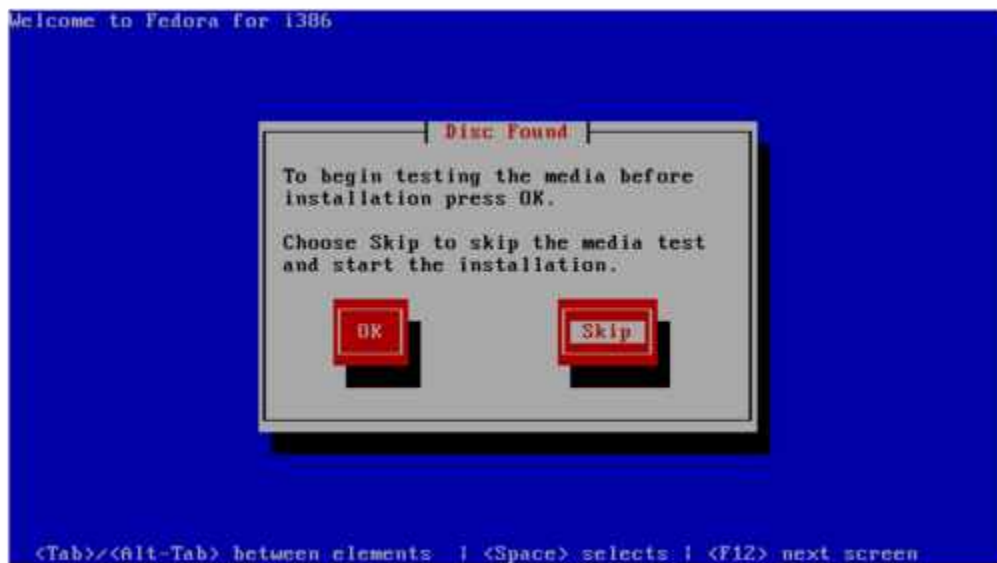 Welcome to Fedora for i386
Disc Found
To begin testing the media before
installation press OK.
Choose Skip to skip the media test
and start the installation.
OK
Skip
<Tab>/<Alt-Tab> between elements | <Space> selects | <F12> next screen